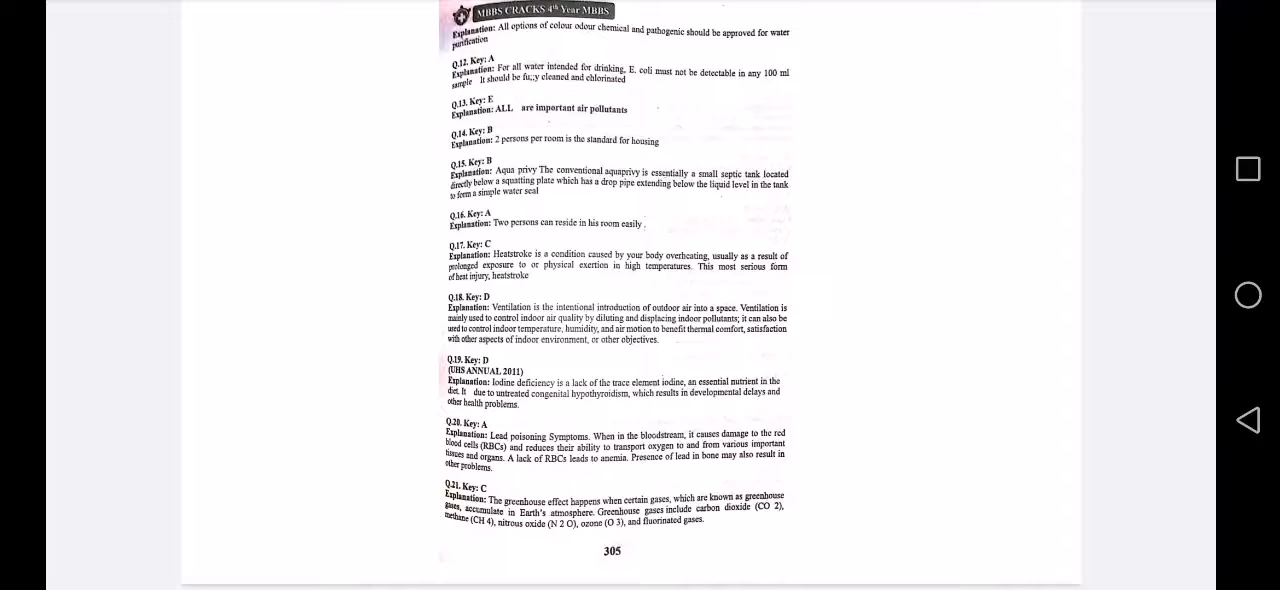 MBBS CRACKS 4th Year MBBS
Explanation: All options of colour odour chemical and pathogenic should be approved for water
purification
Q.12. Key: A
Explanation: For all water intended for drinking, E. coli must not be detectable in any 100 ml
sample It should be fu;;y cleaned and chlorinated
Q.13. Key: E
Explanation: ALL are important air pollutants
Q.14. Key: B
Explanation: 2 persons per room is the standard for housing
Q.15. Key: B
Explanation: Aqua privy The conventional aquaprivy is essentially a small septic tank located
directly below a squatting plate which has a drop pipe extending below the liquid level in the tank
to form a simple water seal
Q.16. Key: A
Explanation: Two persons can reside in his room easily .
Q.17. Key: C
Explanation: Heatstroke is a condition caused by your body overheating, usually as a result of
prolonged exposure to or physical exertion in high temperatures. This most serious form
of heat injury, heatstroke
Q.18. Key: D
Explanation: Ventilation is the intentional introduction of outdoor air into a space. Ventilation is
mainly used to control indoor air quality by diluting and displacing indoor pollutants; it can also be
used to control indoor temperature, humidity, and air motion to benefit thermal comfort, satisfaction
with other aspects of indoor environment, or other objectives.
Q.19. Key: D
(UHS ANNUAL 2011)
Explanation: Iodine deficiency is a lack of the trace element iodine, an essential nutrient in the
diet. It due to untreated congenital hypothyroidism, which results in developmental delays and
other health problems.
Q.20. Key: A
Explanation: Lead poisoning Symptoms. When in the bloodstream, it causes damage to the red
blood cells (RBCs) and reduces their ability to transport oxygen to and from various important
tissues and organs. A lack of RBCs leads to anemia. Presence of lead in bone may also result in
other problems.
Q.21. Key: C
Explanation: The greenhouse effect happens when certain gases, which are known as greenhouse
gases, accumulate in Earth's atmosphere. Greenhouse gases include carbon dioxide (CO 2),
methane (CH 4), nitrous oxide (N 2 O), ozone (O 3), and fluorinated gases.
305